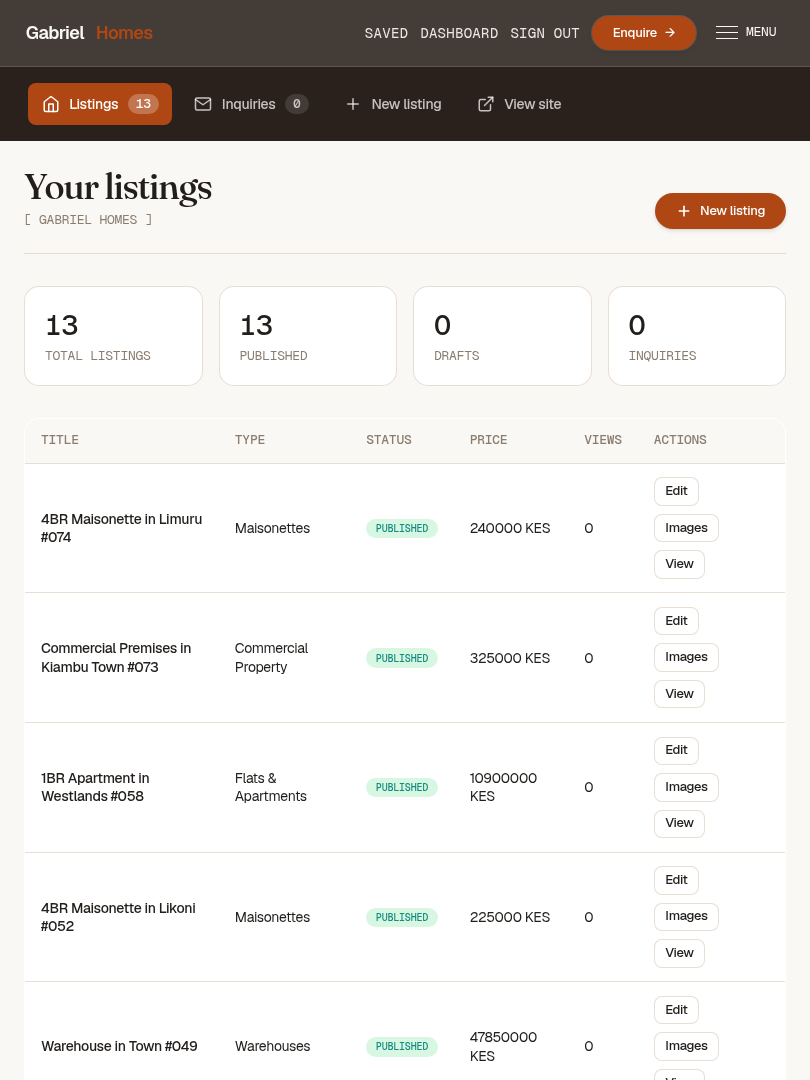 Gabriel Homes SAVED DASHBOARD SIGN OUT Enquire → MENU
Listings 13 Inquiries 0 New listing View site
Your listings
[ GABRIEL HOMES ]
New listing
13 13 0 0
TOTAL LISTINGS PUBLISHED DRAFTS INQUIRIES
TITLE TYPE STATUS PRICE VIEWS ACTIONS
4BR Maisonette in Limuru
#074
Maisonettes
PUBLISHED
240000 KES
0
Edit
Images
View
Commercial Premises in
Kiambu Town #073
Commercial
Property
PUBLISHED
325000 KES
0
Edit
Images
View
1BR Apartment in
Westlands #058
Flats &
Apartments
PUBLISHED
10900000
KES
0
Edit
Images
View
4BR Maisonette in Likoni
#052
Maisonettes
PUBLISHED
225000 KES
0
Edit
Images
View
Warehouse in Town #049
Warehouses
PUBLISHED
47850000
KES
0
Edit
Images